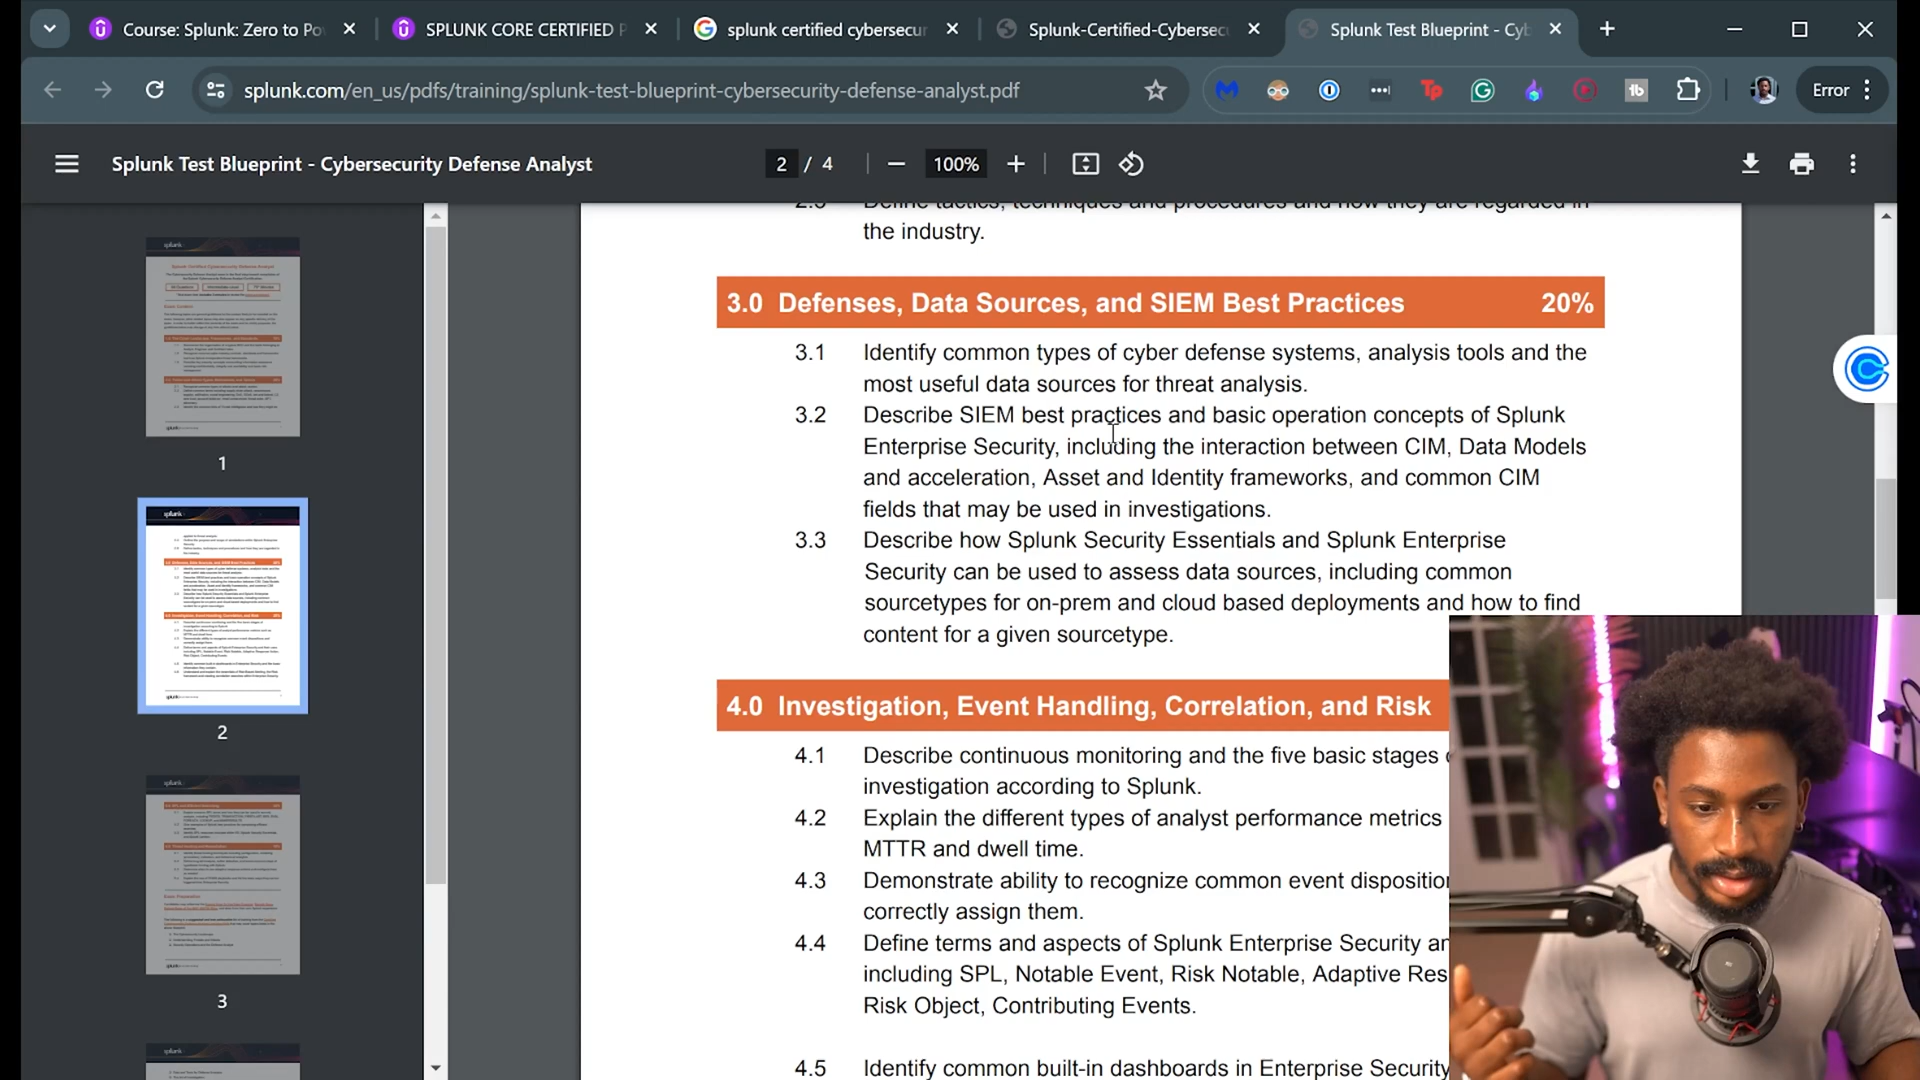 Course: Splunk: Zero to Po
SPLUNK CORE CERTIFIED P
splunk certified cybersecur
Splunk-Certified-Cybersec
Splunk Test Blueprint - Cyb
splunk.com/en_us/pdfs/training/splunk-test-blueprint-cybersecurity-defense-analyst.pdf
Tp
tb
Error
Splunk Test Blueprint - Cybersecurity Defense Analyst
2 / 4
100%
1
2
3
the industry.
3.0 Defenses, Data Sources, and SIEM Best Practices 20%
3.1 Identify common types of cyber defense systems, analysis tools and the
most useful data sources for threat analysis.
3.2 Describe SIEM best practices and basic operation concepts of Splunk
Enterprise Security, including the interaction between CIM, Data Models
and acceleration, Asset and Identity frameworks, and common CIM
fields that may be used in investigations.
3.3 Describe how Splunk Security Essentials and Splunk Enterprise
Security can be used to assess data sources, including common
sourcetypes for on-prem and cloud based deployments and how to find
content for a given sourcetype.
4.0 Investigation, Event Handling, Correlation, and Risk
4.1 Describe continuous monitoring and the five basic stages
investigation according to Splunk.
4.2 Explain the different types of analyst performance metrics
MTTR and dwell time.
4.3 Demonstrate ability to recognize common event dispositio
correctly assign them.
4.4 Define terms and aspects of Splunk Enterprise Security
including SPL, Notable Event, Risk Notable, Adaptive Res
Risk Object, Contributing Events.
4.5 Identify common built-in dashboards in Enterprise Security